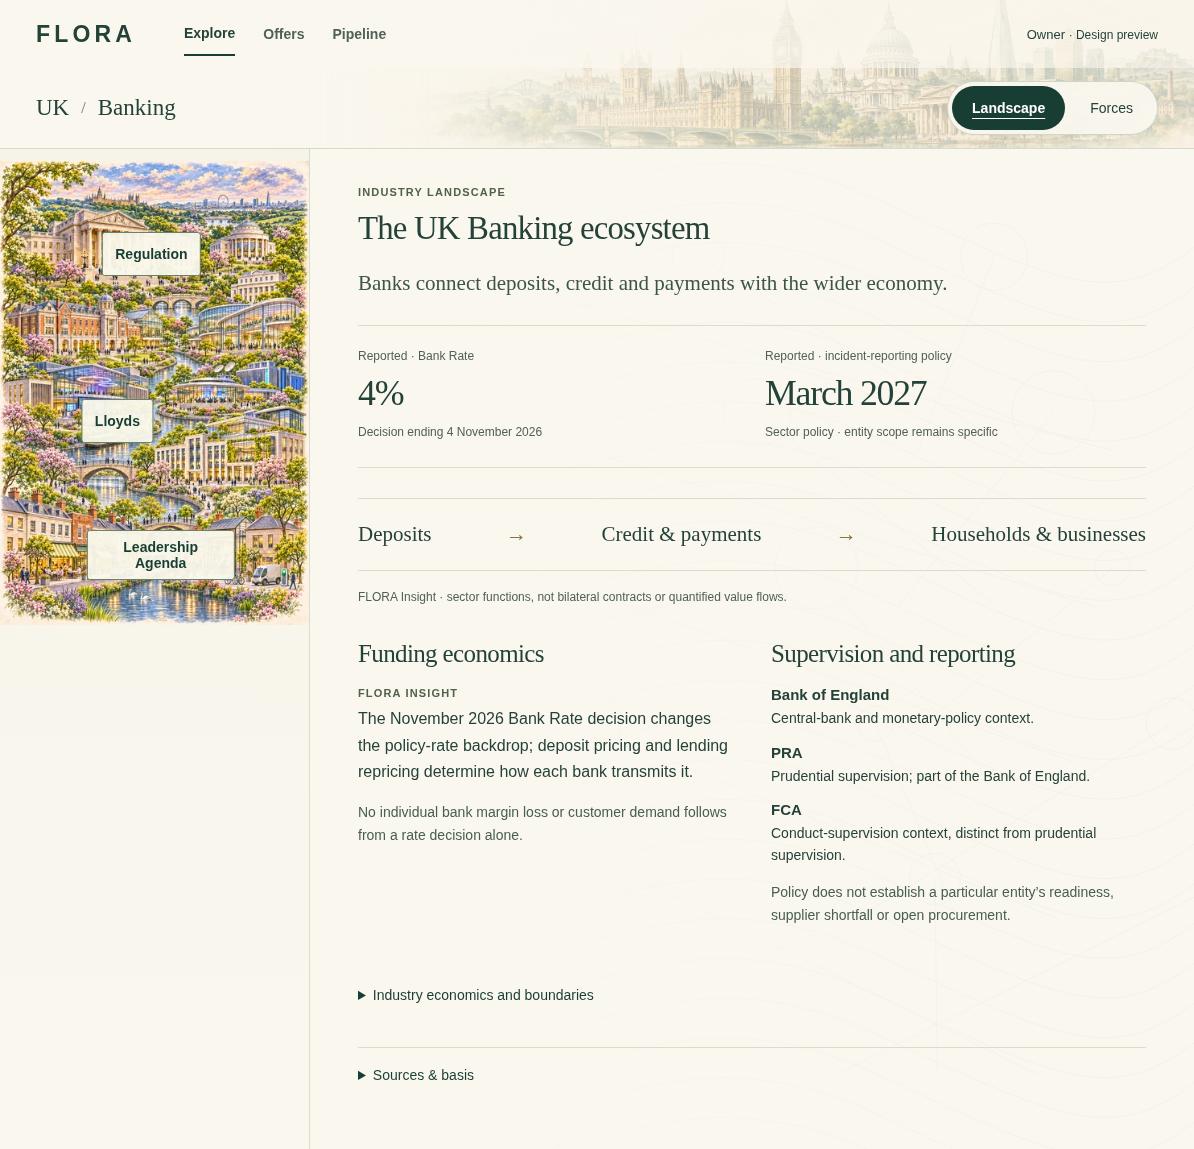 FLORA
Explore
Offers
Pipeline
Owner · Design preview
UK / Banking
Landscape
Forces
Regulation
Lloyds
Leadership
Agenda
INDUSTRY LANDSCAPE
The UK Banking ecosystem
Banks connect deposits, credit and payments with the wider economy.
Reported · Bank Rate
4%
Decision ending 4 November 2026
Reported · incident-reporting policy
March 2027
Sector policy · entity scope remains specific
Deposits → Credit & payments → Households & businesses
FLORA Insight · sector functions, not bilateral contracts or quantified value flows.
Funding economics
FLORA INSIGHT
The November 2026 Bank Rate decision changes
the policy-rate backdrop; deposit pricing and lending
repricing determine how each bank transmits it.
No individual bank margin loss or customer demand follows
from a rate decision alone.
Supervision and reporting
Bank of England
Central-bank and monetary-policy context.
PRA
Prudential supervision; part of the Bank of England.
FCA
Conduct-supervision context, distinct from prudential
supervision.
Policy does not establish a particular entity’s readiness,
supplier shortfall or open procurement.
▶ Industry economics and boundaries
▶ Sources & basis